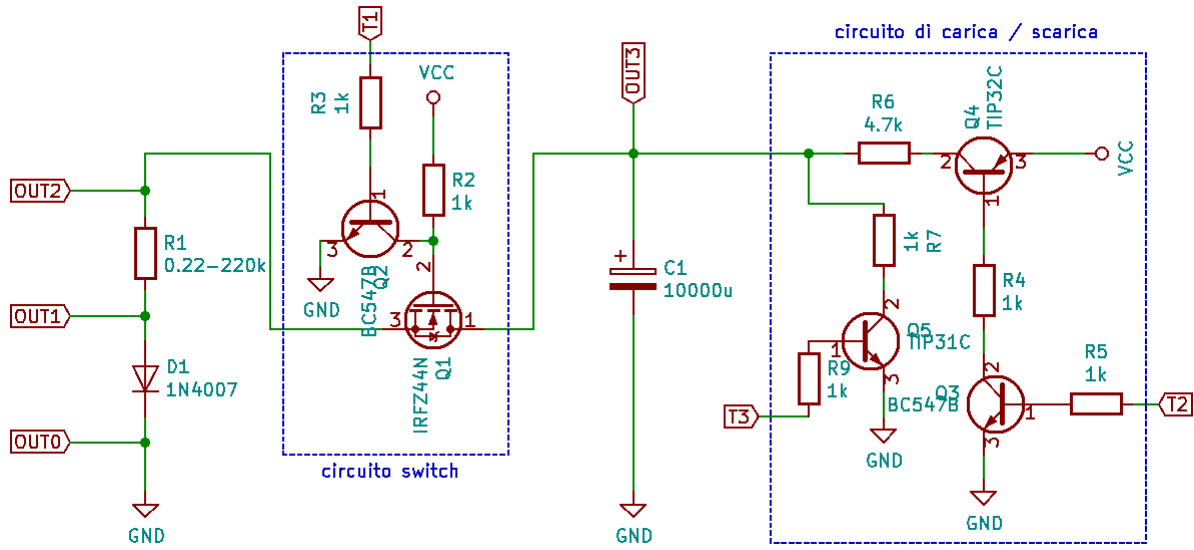 circuito di carica / scarica
T1
VCC
R3
1k
OUT3
R6
4.7k
Q4
TIP32C
2
3
VCC
1
OUT2
1
R2
1k
R1
0.22-220k
3
2
GND
BC547B
Q2
2
1k
R7
C1
10000u
R4
1k
OUT1
3
1
IRFZ44N
Q1
2
Q5
TIP31C
1
3
D1
1N4007
R9
1k
T3
R5
1k
T2
2
Q3
BC547B
1
3
OUT0
circuito switch
GND
GND
GND
GND